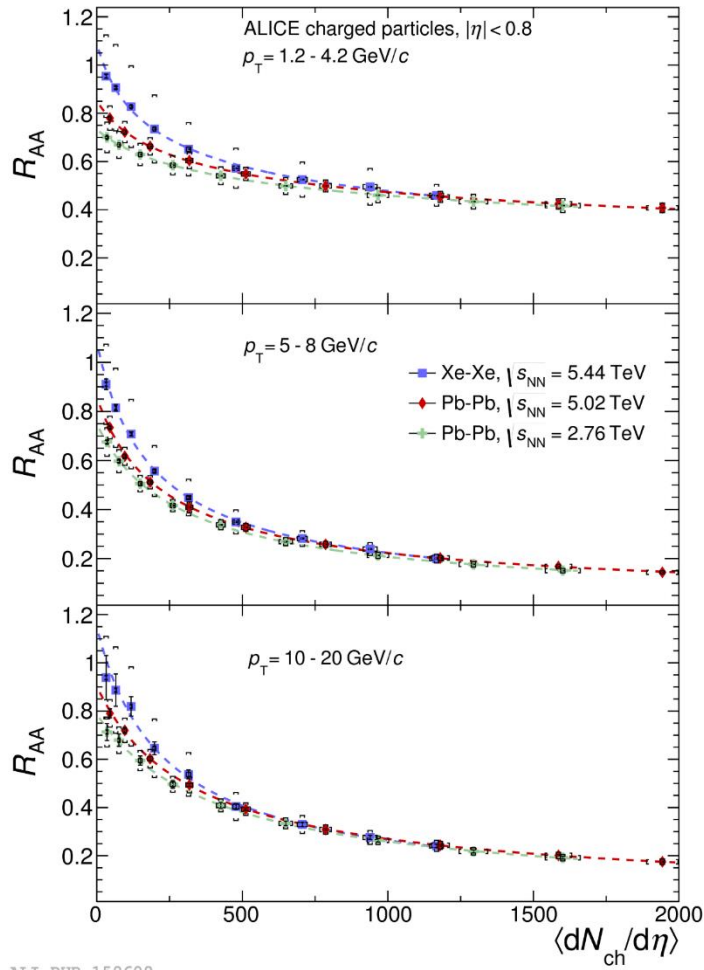 ALICE charged particles, |η| < 0.8
p_T = 1.2 - 4.2 GeV/c
1.2
1
0.8
0.6
0.4
0.2
R_AA
p_T = 5 - 8 GeV/c
Xe-Xe, √s_NN = 5.44 TeV
Pb-Pb, √s_NN = 5.02 TeV
Pb-Pb, √s_NN = 2.76 TeV
1
0.8
0.6
0.4
0.2
R_AA
p_T = 10 - 20 GeV/c
1.2
1
0.8
0.6
0.4
0.2
R_AA
0 500 1000 1500 2000
⟨dN_ch/dη⟩